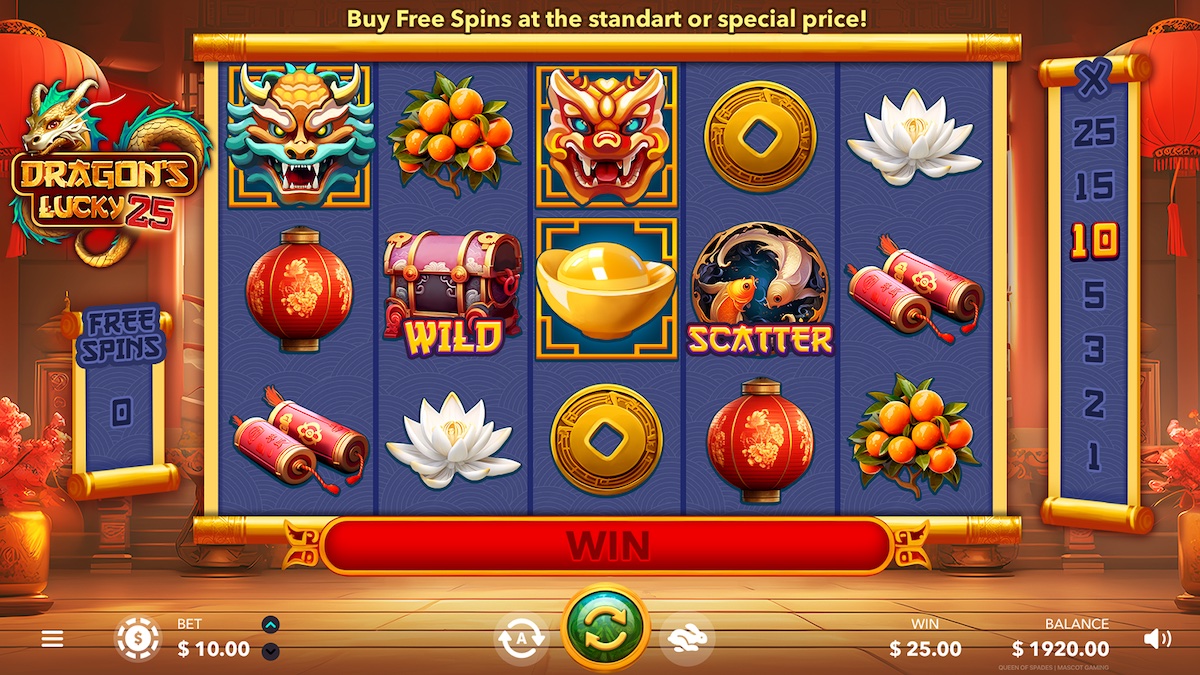 Buy Free Spins at the standart or special price!
DRAGON'S
LUCKY 25
FREE
SPINS
0
WILD
SCATTER
X
25
15
10
5
3
2
1
WIN
BET
$ 10.00
A
WIN
$ 25.00
BALANCE
$ 1920.00
QUEEN OF SPADES | MASCOT GAMING